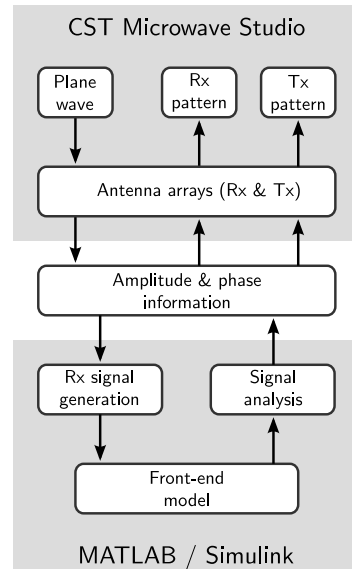 CST Microwave Studio
Plane
wave
Rx
pattern
Tx
pattern
Antenna arrays (Rx & Tx)
Amplitude & phase
information
Rx signal
generation
Signal
analysis
Front-end
model
MATLAB / Simulink